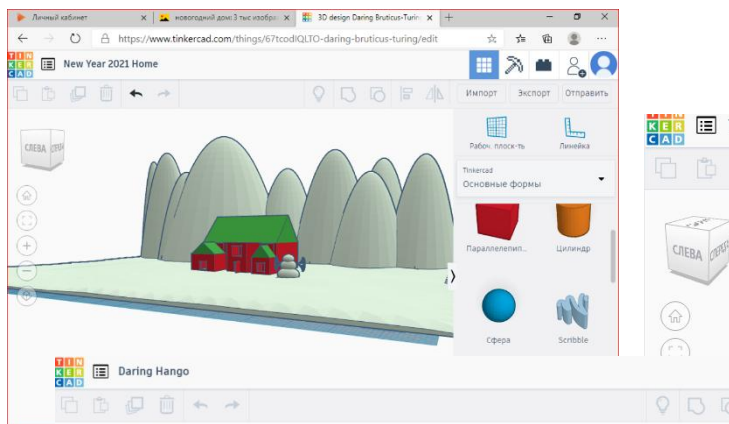 Личный кабинет
новогодний дом: 3 тыс изобра
3D design Daring Bruticus-Turin
https://www.tinkercad.com/things/67tcodIQLTO-daring-bruticus-turing/edit
TIN
KER
CAD
New Year 2021 Home
Импорт
Экспорт
Отправить
СЛЕВА
Рабоч. плоск-ть
Линейка
Tinkercad
Основные формы
Параллелепип...
Цилиндр
Сфера
Scribble
KER
CAD
СЛЕВА
TIN
KER
CAD
Daring Hango